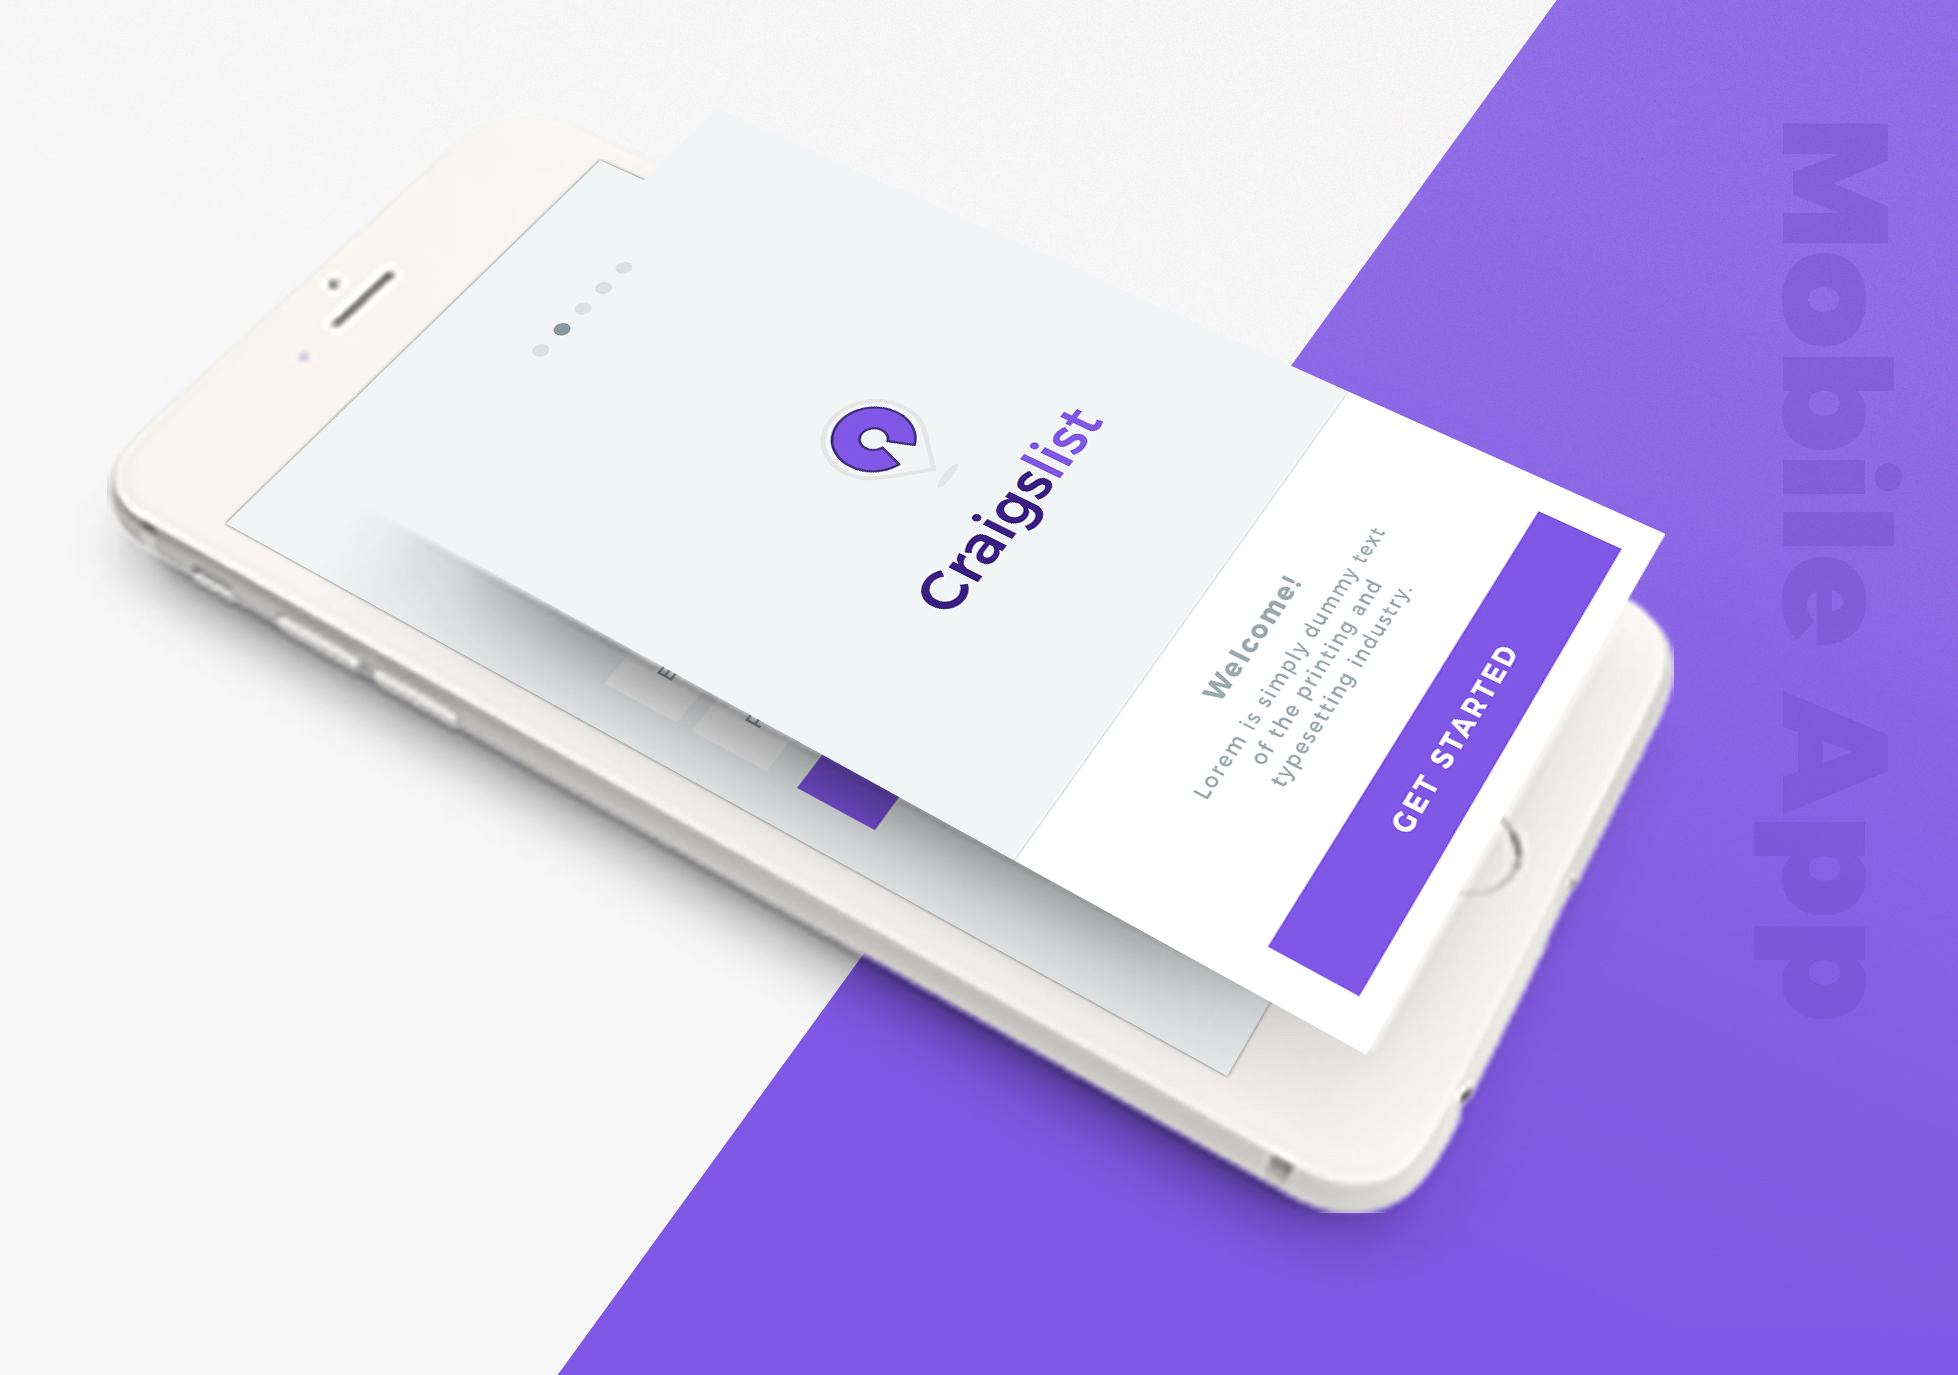 Craigslist
Welcome!
Lorem is simply dummy text
of the printing and
typesetting industry.
GET STARTED
E
F
Mobile App